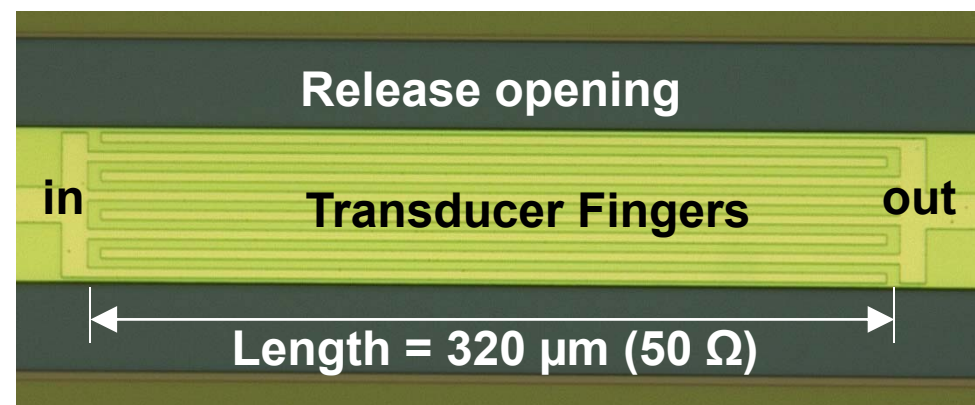 Release opening
in
Transducer Fingers
out
Length = 320 µm (50 Ω)